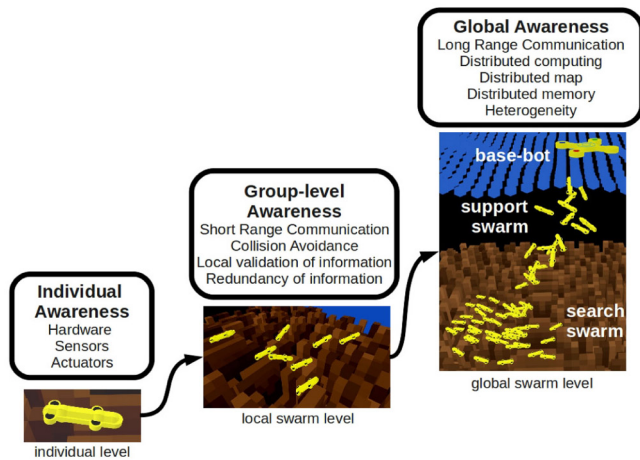 Global Awareness
Long Range Communication
Distributed computing
Distributed map
Distributed memory
Heterogeneity
base-bot
support
swarm
search
swarm
global swarm level
Group-level
Awareness
Short Range Communication
Collision Avoidance
Local validation of information
Redundancy of information
local swarm level
Individual
Awareness
Hardware
Sensors
Actuators
individual level